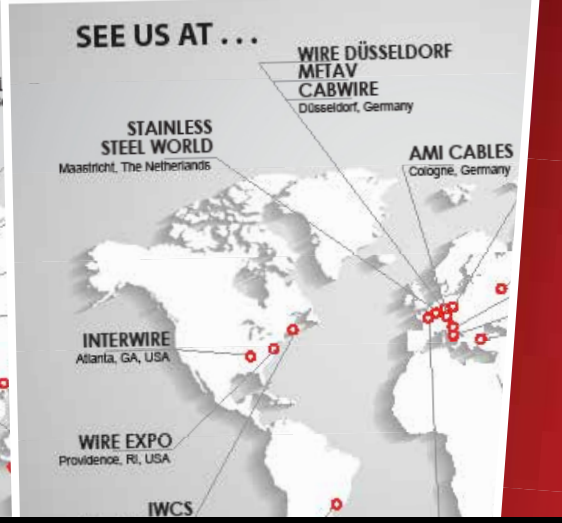 SEE US AT . . .
WIRE DÜSSELDORF
METAV
CABWIRE
Düsseldorf, Germany
STAINLESS
STEEL WORLD
Maastricht, The Netherlands
AMI CABLES
Cologne, Germany
INTERWIRE
Atlanta, GA, USA
WIRE EXPO
Providence, RI, USA
IWCS